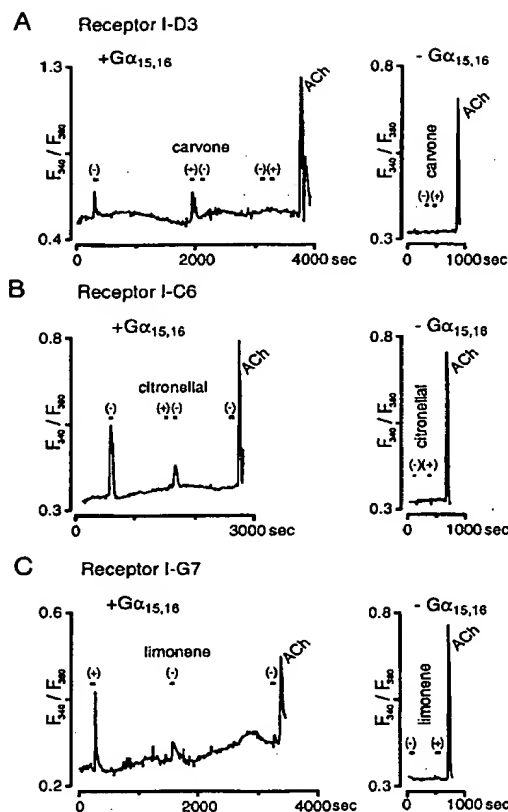 A Receptor I-D3
+Gα15,16
- Gα15,16
1.3
0.4
F340 / F380
carvone
(-)
(+)(-)
(-)(+)
ACh
0
2000
4000 sec
0.8
0.3
F340 / F380
carvone
(-)(+)
ACh
0
1000
B Receptor I-C6
+Gα15,16
- Gα15,16
0.8
0.3
F340 / F380
citronellal
(-)
(+)(-)
(-)
ACh
0
3000
sec
0.8
0.3
F340 / F380
citronellal
(-)(+)
ACh
0
1000
C Receptor I-G7
+Gα15,16
- Gα15,16
0.6
0.2
F340 / F380
limonene
(+)
(-)
(-)
ACh
0
2000
4000
0.8
0.3
F340 / F380
limonene
(-)
(+)
ACh
0
1000